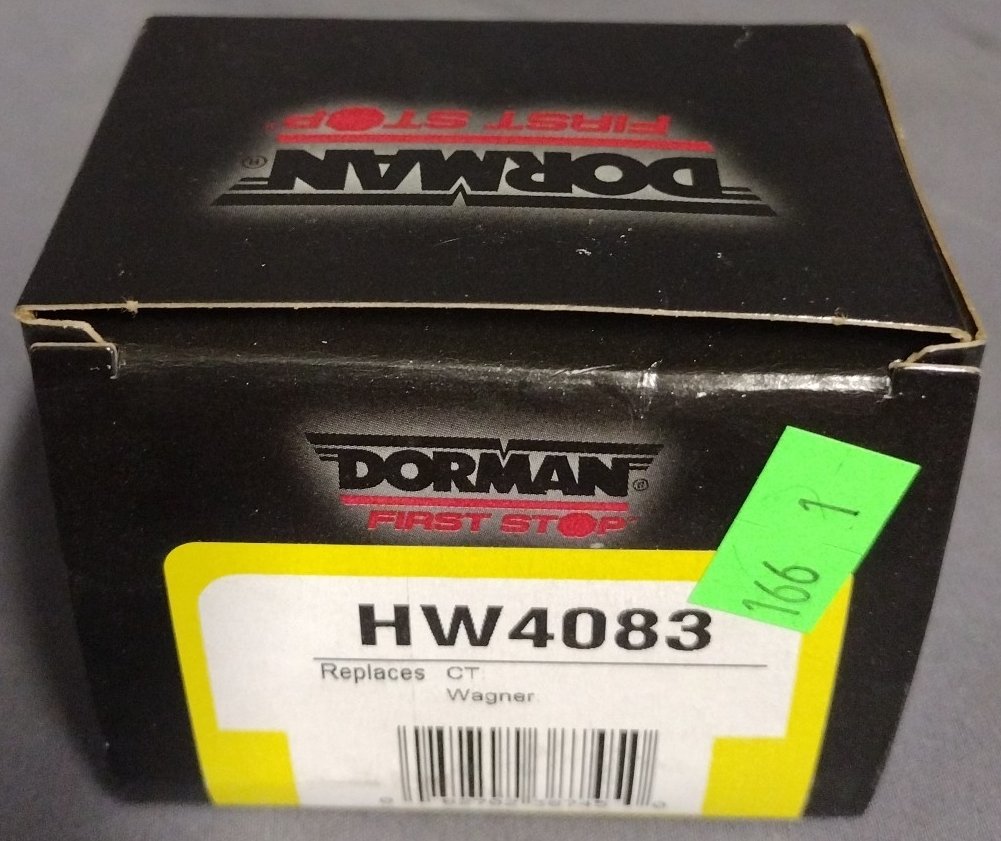 FIRST STOP
DORMAN®
DORMAN®
FIRST STOP
166 1
HW4083
Replaces CT
Wagner